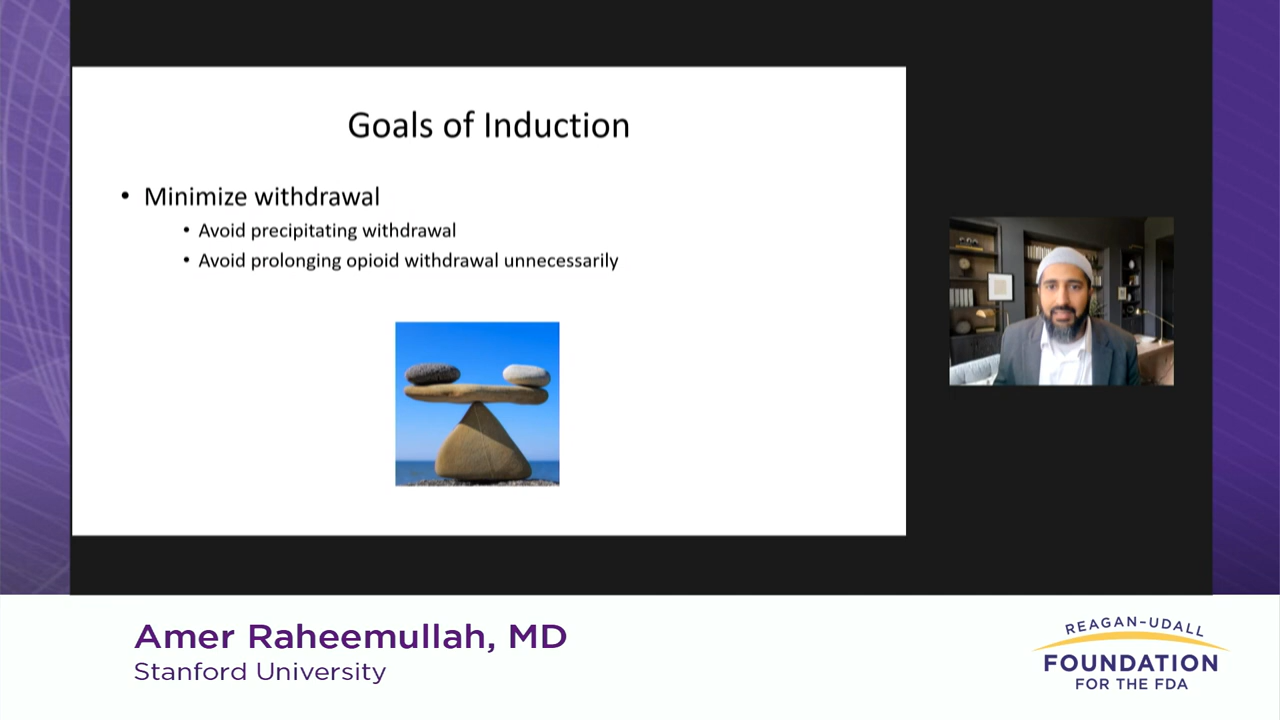 Goals of Induction
• Minimize withdrawal
• Avoid precipitating withdrawal
• Avoid prolonging opioid withdrawal unnecessarily
Amer Raheemullah, MD
Stanford University
REAGAN-UDALL
FOUNDATION
FOR THE FDA